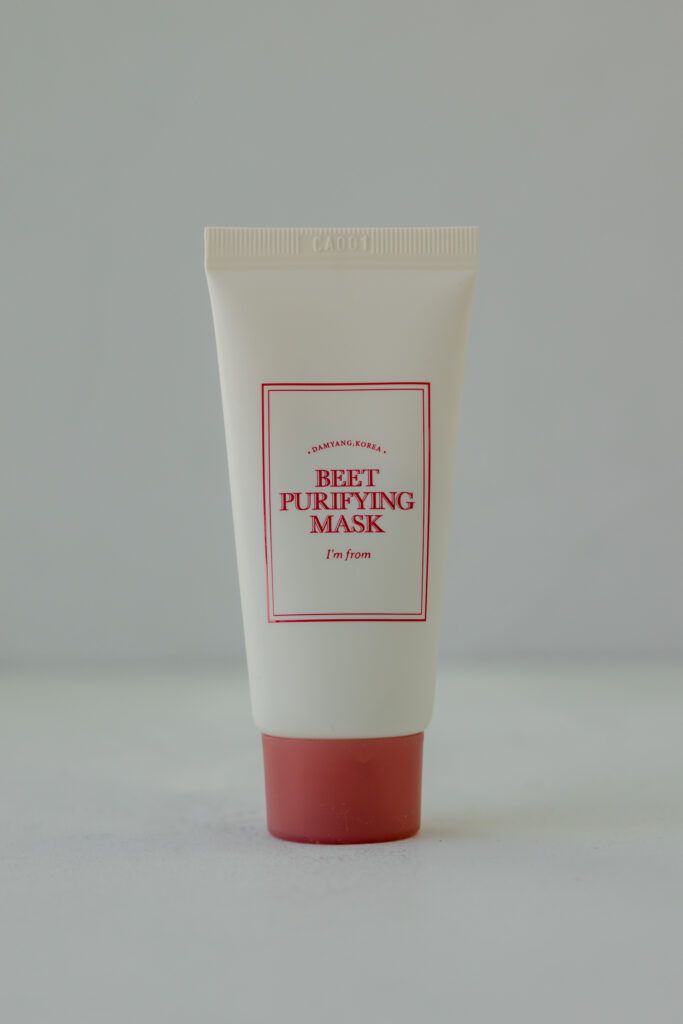 CA001
• DAMYANG,KOREA •
BEET
PURIFYING
MASK
I'm from